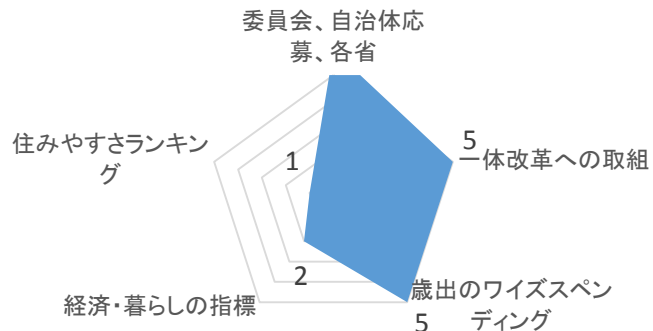 委員会、自治体応
募、各省
5
一体改革への取組
住みやすさランキン
グ
1
2
経済・暮らしの指標
歳出のワイズスペン
ディング
5